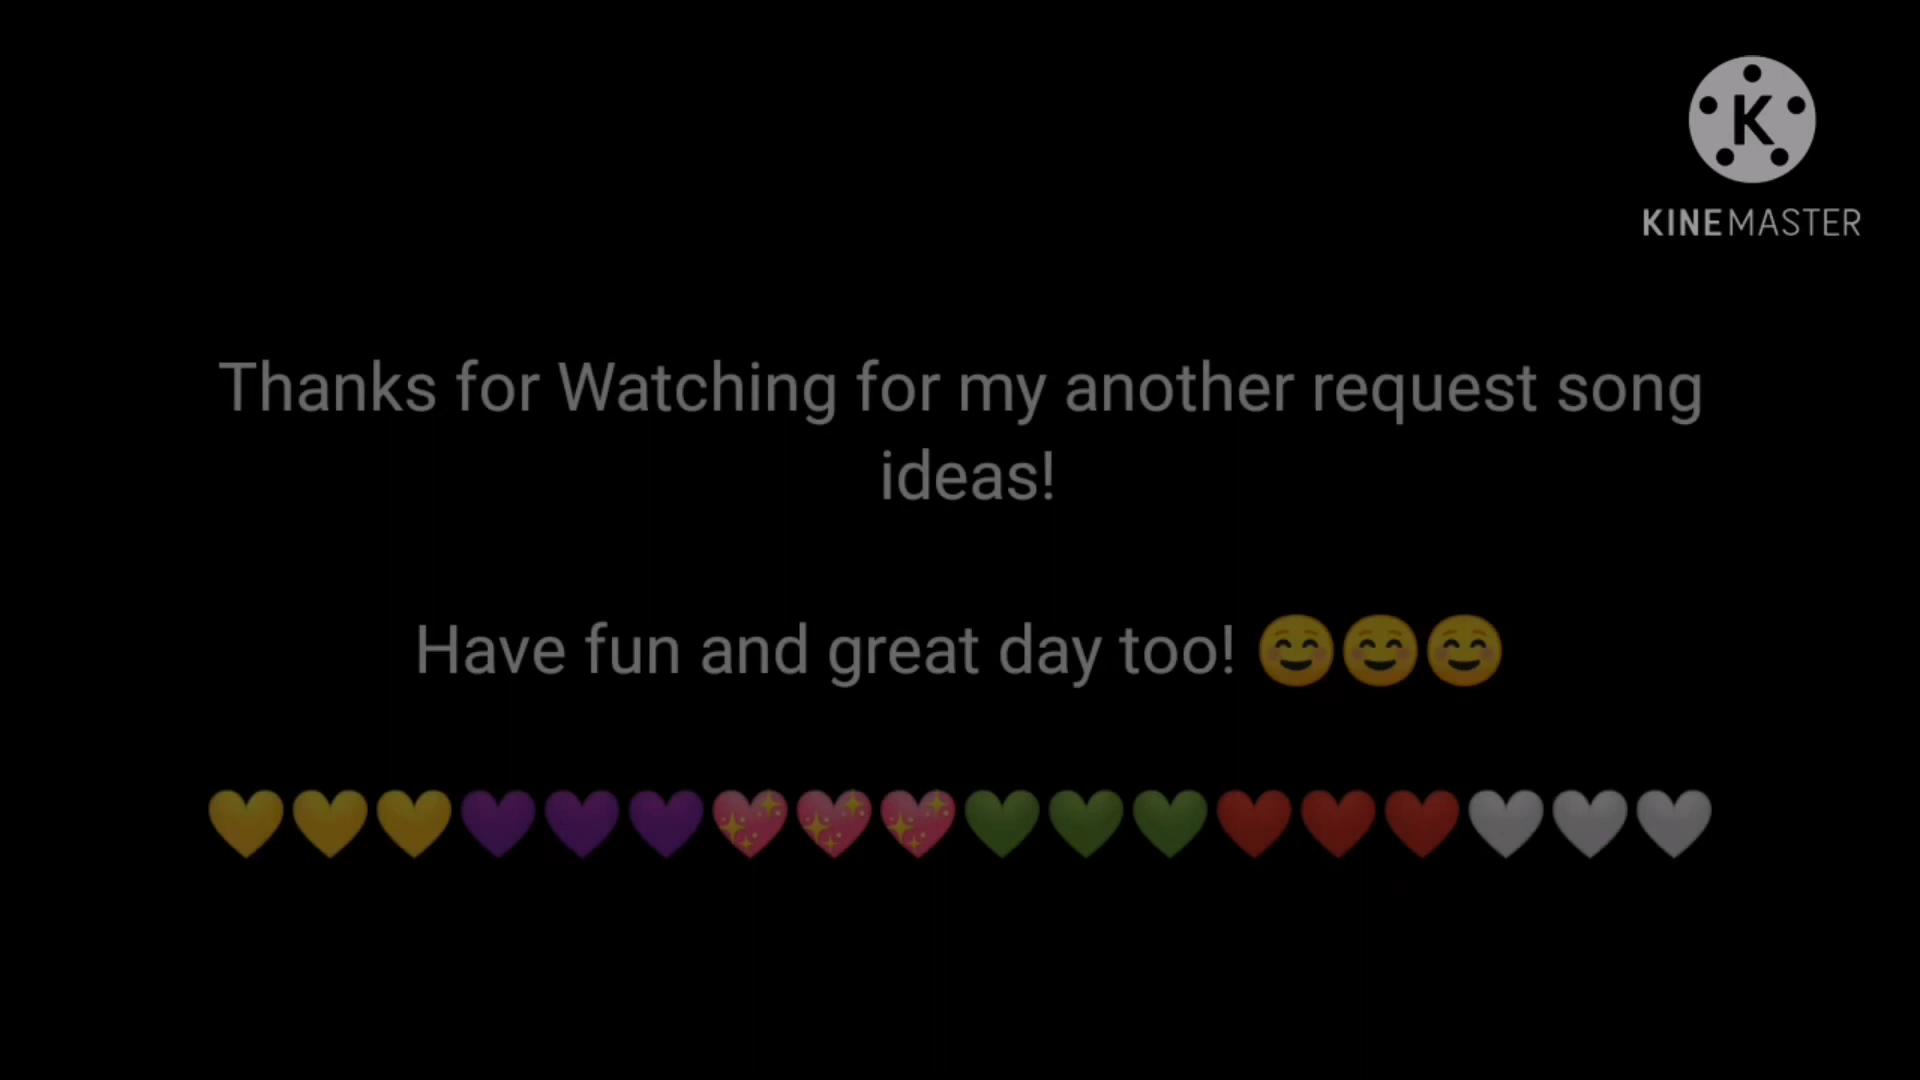 K
KINEMASTER
Thanks for Watching for my another request song
ideas!
Have fun and great day too! ☺️☺️☺️
💛💛💛💜💜💜💖💖💖💚💚💚❤️❤️❤️🤍🤍🤍